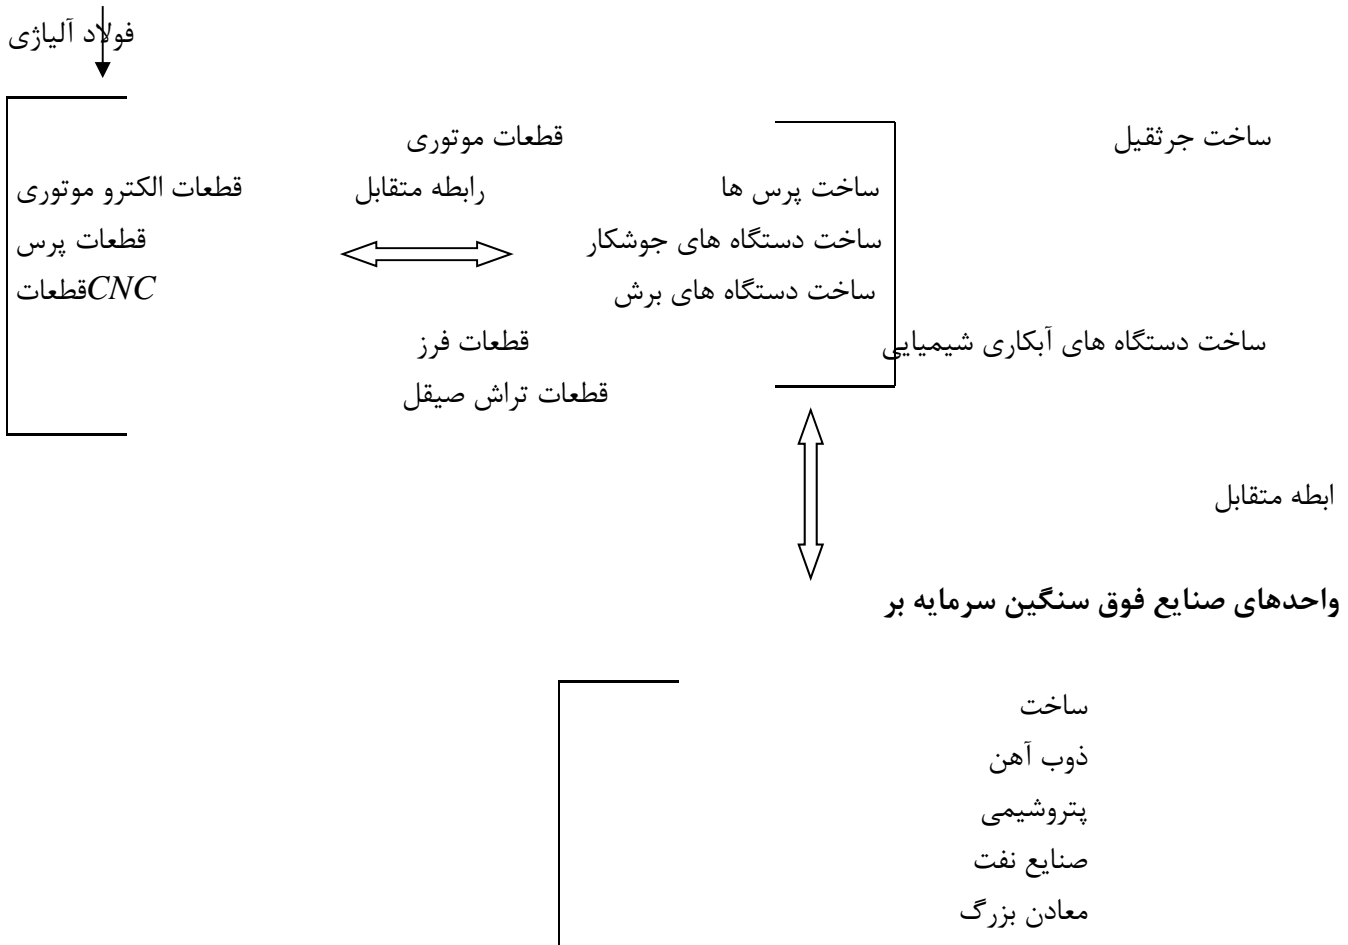 فولاد آلیاژی
ساخت جرثقیل قطعات موتوری
ساخت پرس ها رابطه متقابل قطعات الکترو موتوری
ساخت دستگاه های جوشکار قطعات پرس
ساخت دستگاه های برش قطعاتCNC
ساخت دستگاه های آبکاری شیمیایی قطعات فرز
قطعات تراش صیقل
ابطه متقابل
واحدهای صنایع فوق سنگین سرمایه بر
ساخت
ذوب آهن
پتروشیمی
صنایع نفت
معادن بزرگ